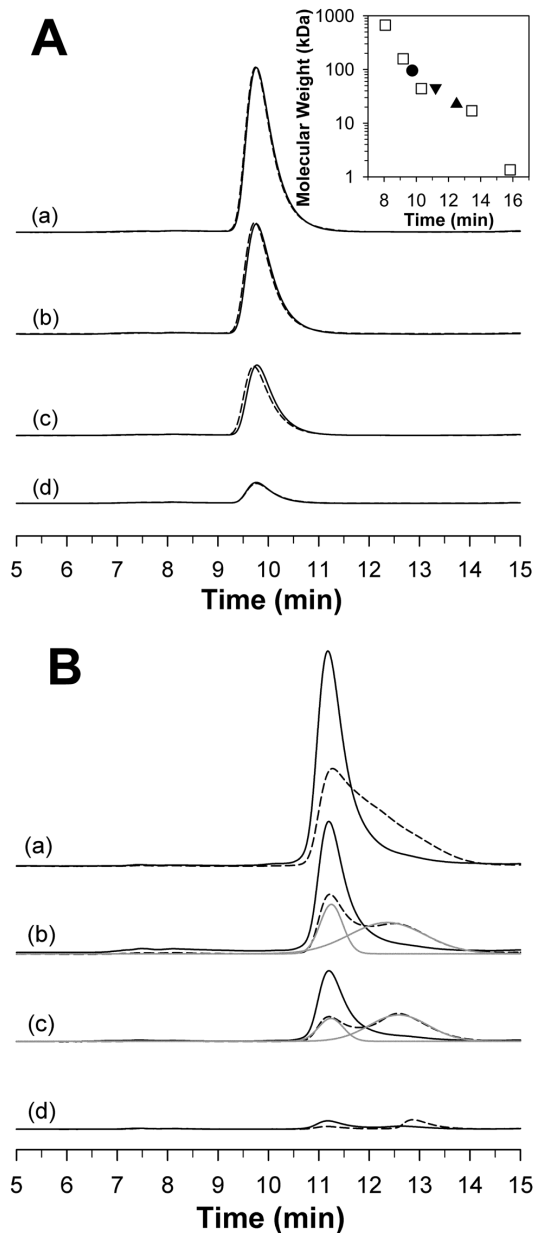 A
Molecular Weight (kDa)
1000
100
10
1
8 10 12 14 16
Time (min)
(a)
(b)
(c)
(d)
5 6 7 8 9 10 11 12 13 14 15
Time (min)
B
(a)
(b)
(c)
(d)
5 6 7 8 9 10 11 12 13 14 15
Time (min)